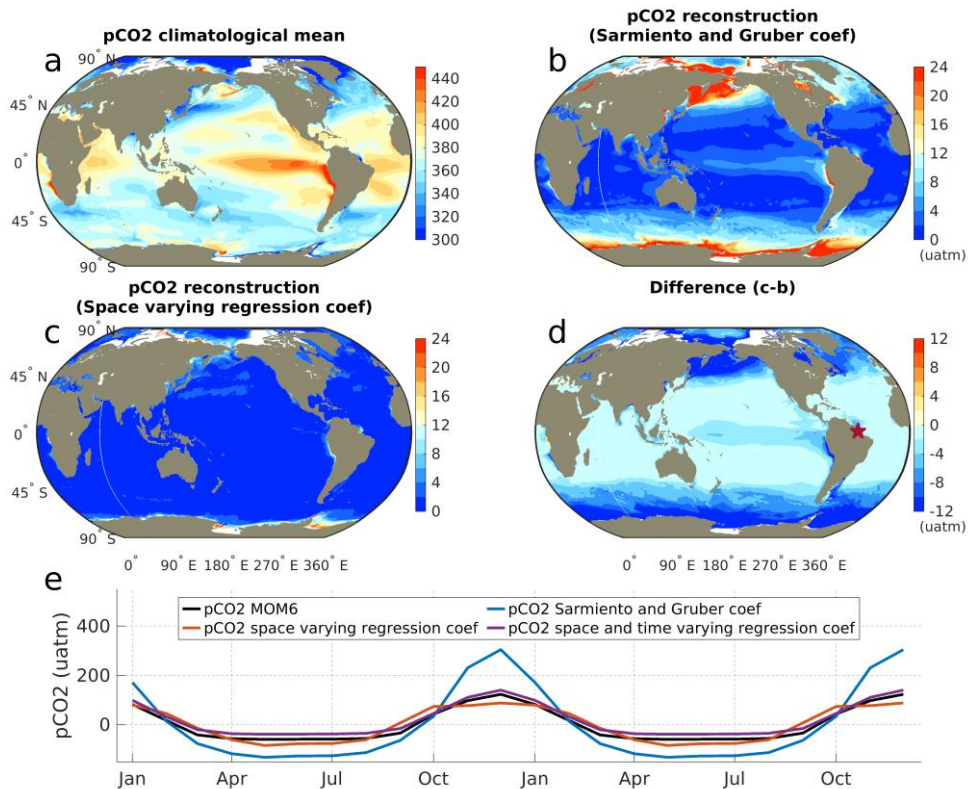 pCO2 climatological mean
pCO2 reconstruction
(Sarmiento and Gruber coef)
a
b
90° N
45° N
0°
45° S
90° S
440
420
400
380
360
340
320
300
24
20
16
12
8
4
0
(uatm)
pCO2 reconstruction
(Space varying regression coef)
Difference (c-b)
c
d
90° N
45° N
0°
45° S
90° S
24
20
16
12
8
4
0
12
8
4
0
-4
-8
-12
(uatm)
0° 90° E 180° E 270° E 360° E
0° 90° E 180° E 270° E 360° E
e
pCO2 MOM6
pCO2 Sarmiento and Gruber coef
pCO2 space varying regression coef
pCO2 space and time varying regression coef
pCO2 (uatm)
400
200
0
Jan Apr Jul Oct Jan Apr Jul Oct